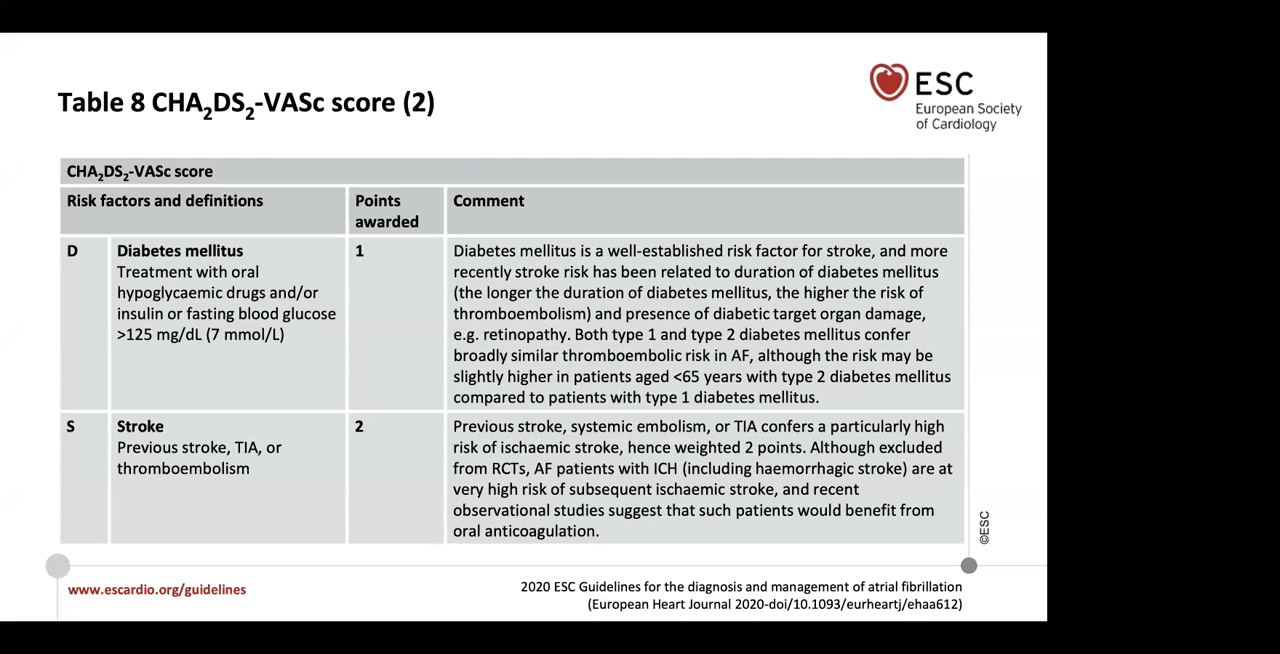 Table 8 CHA₂DS₂-VASc score (2)
ESC
European Society
of Cardiology
CHA₂DS₂-VASc score
Risk factors and definitions
Points
awarded
Comment
D
Diabetes mellitus
Treatment with oral
hypoglycaemic drugs and/or
insulin or fasting blood glucose
>125 mg/dL (7 mmol/L)
1
Diabetes mellitus is a well-established risk factor for stroke, and more
recently stroke risk has been related to duration of diabetes mellitus
(the longer the duration of diabetes mellitus, the higher the risk of
thromboembolism) and presence of diabetic target organ damage,
e.g. retinopathy. Both type 1 and type 2 diabetes mellitus confer
broadly similar thromboembolic risk in AF, although the risk may be
slightly higher in patients aged <65 years with type 2 diabetes mellitus
compared to patients with type 1 diabetes mellitus.
S
Stroke
Previous stroke, TIA, or
thromboembolism
2
Previous stroke, systemic embolism, or TIA confers a particularly high
risk of ischaemic stroke, hence weighted 2 points. Although excluded
from RCTs, AF patients with ICH (including haemorrhagic stroke) are at
very high risk of subsequent ischaemic stroke, and recent
observational studies suggest that such patients would benefit from
oral anticoagulation.
©ESC
www.escardio.org/guidelines
2020 ESC Guidelines for the diagnosis and management of atrial fibrillation
(European Heart Journal 2020-doi/10.1093/eurheartj/ehaa612)